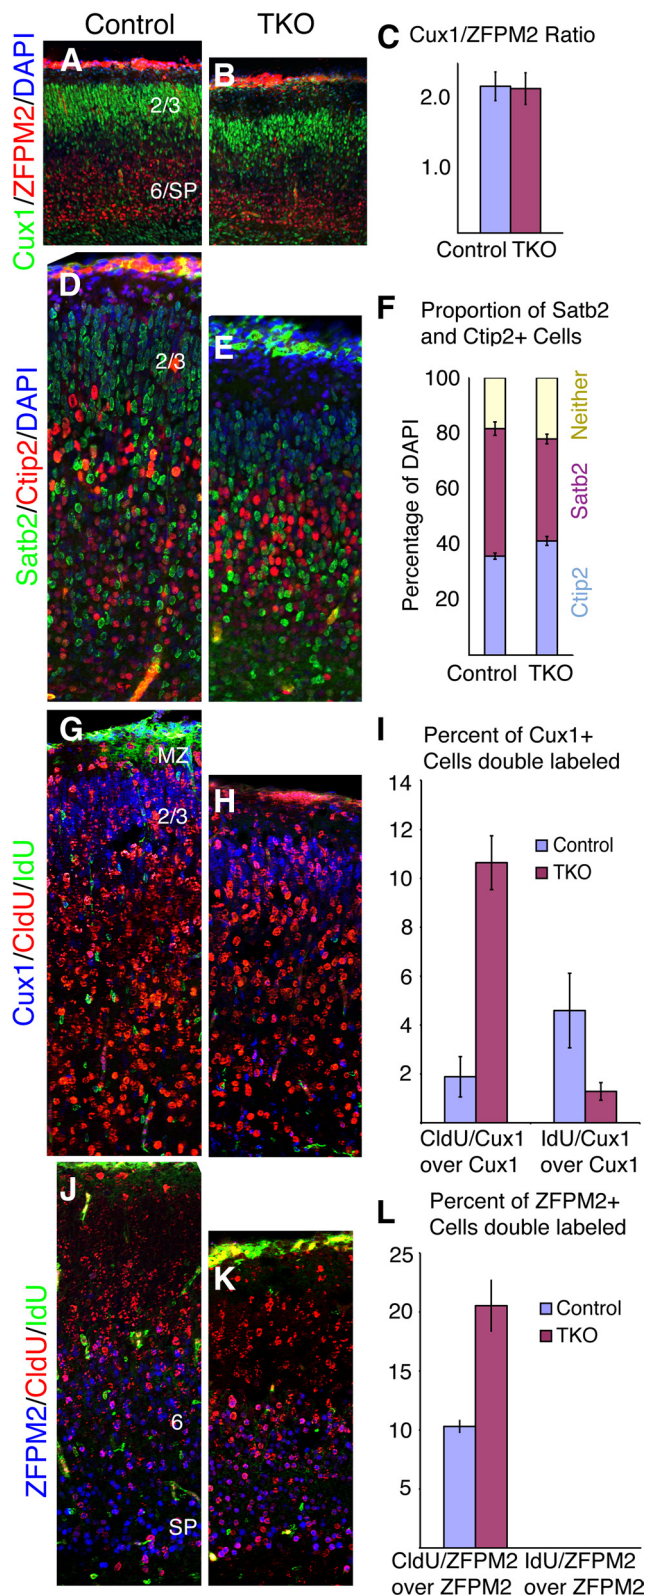 Control
TKO
A
B
2/3
6/SP
Cux1/ZFPM2/DAPI
C Cux1/ZFPM2 Ratio
2.0
1.0
Control TKO
D
E
2/3
Satb2/Ctip2/DAPI
F Proportion of Satb2
and Ctip2+ Cells
100
80
60
40
20
Percentage of DAPI
Neither
Satb2
Ctip2
Control TKO
G
H
MZ
2/3
Cux1/CldU/IdU
I Percent of Cux1+
Cells double labeled
14
12
10
8
6
4
2
Control
TKO
CldU/Cux1 IdU/Cux1
over Cux1 over Cux1
J
K
6
SP
ZFPM2/CldU/IdU
L Percent of ZFPM2+
Cells double labeled
25
20
15
10
5
Control
TKO
CldU/ZFPM2 IdU/ZFPM2
over ZFPM2 over ZFPM2